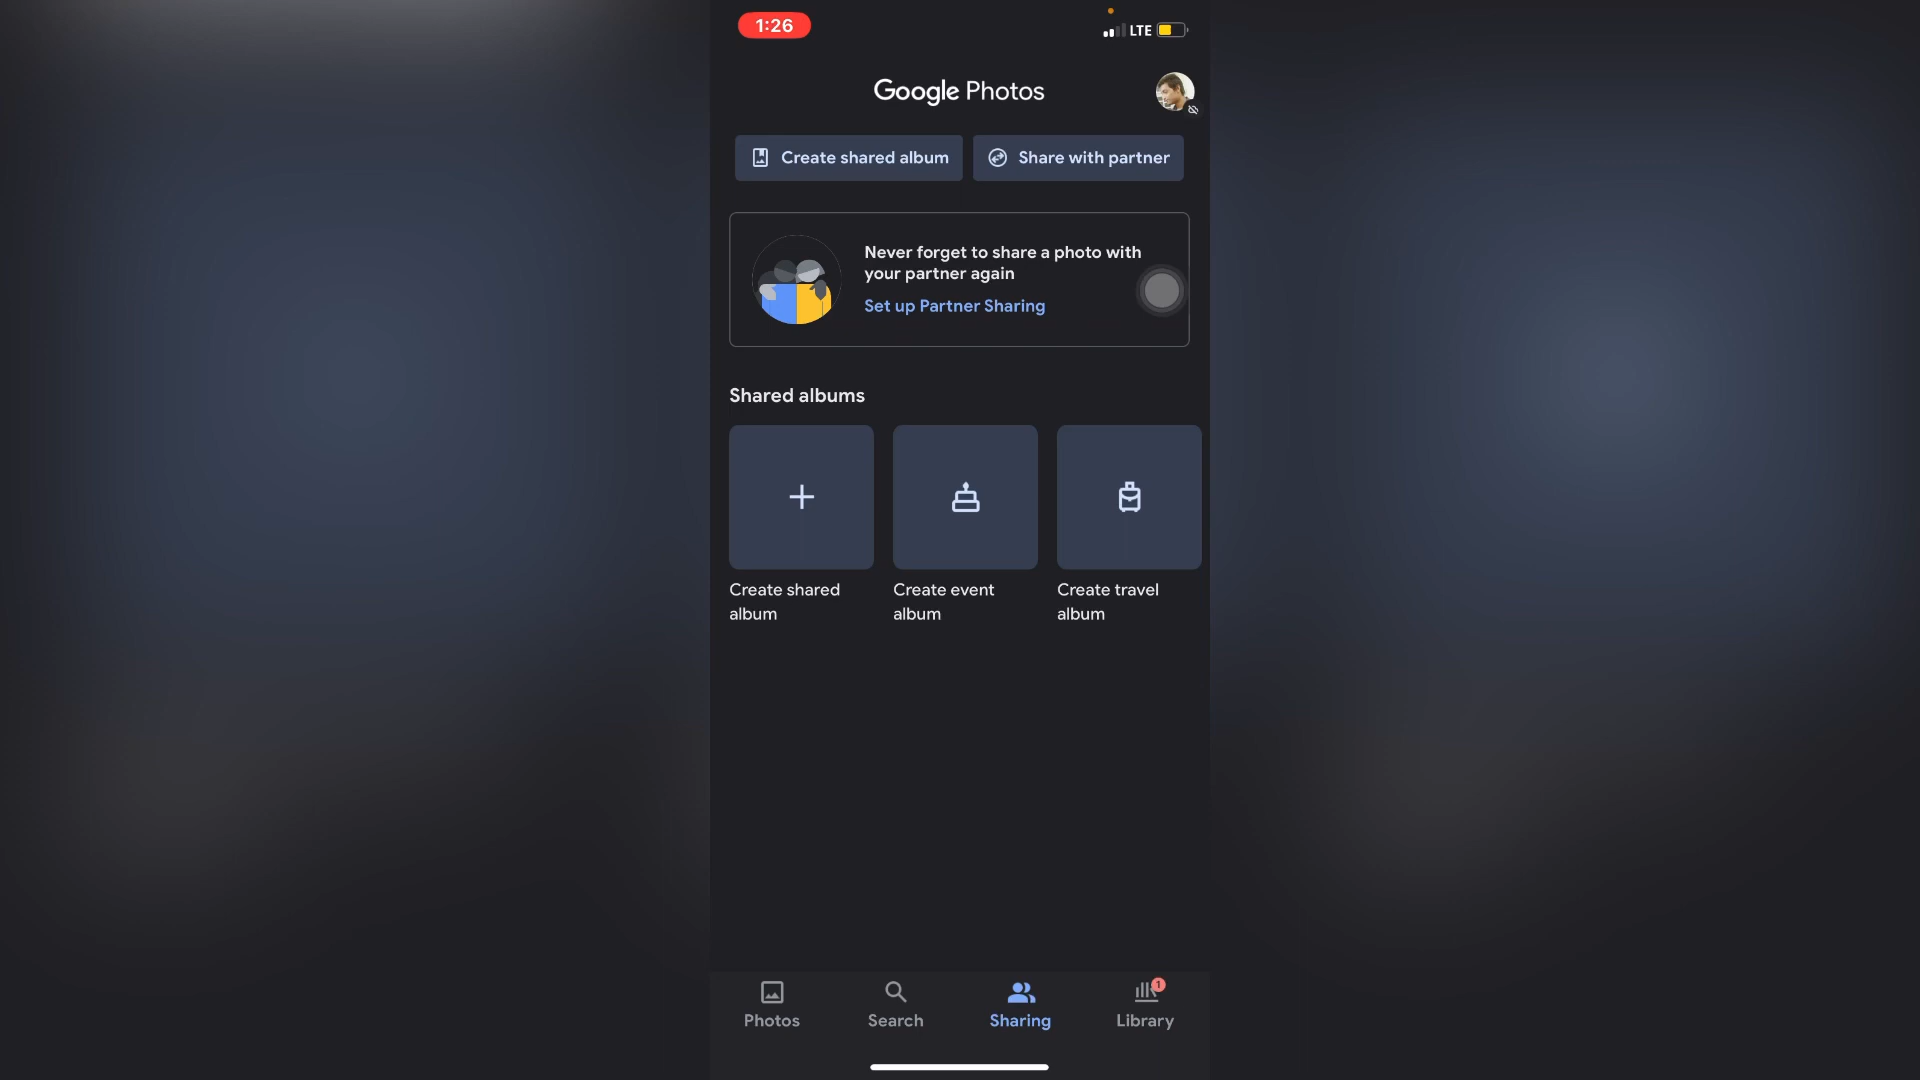 1:26
LTE
Google Photos
Create shared album
Share with partner
Never forget to share a photo with
your partner again
Set up Partner Sharing
Shared albums
Create shared
album
Create event
album
Create travel
album
Photos
Search
Sharing
1
Library